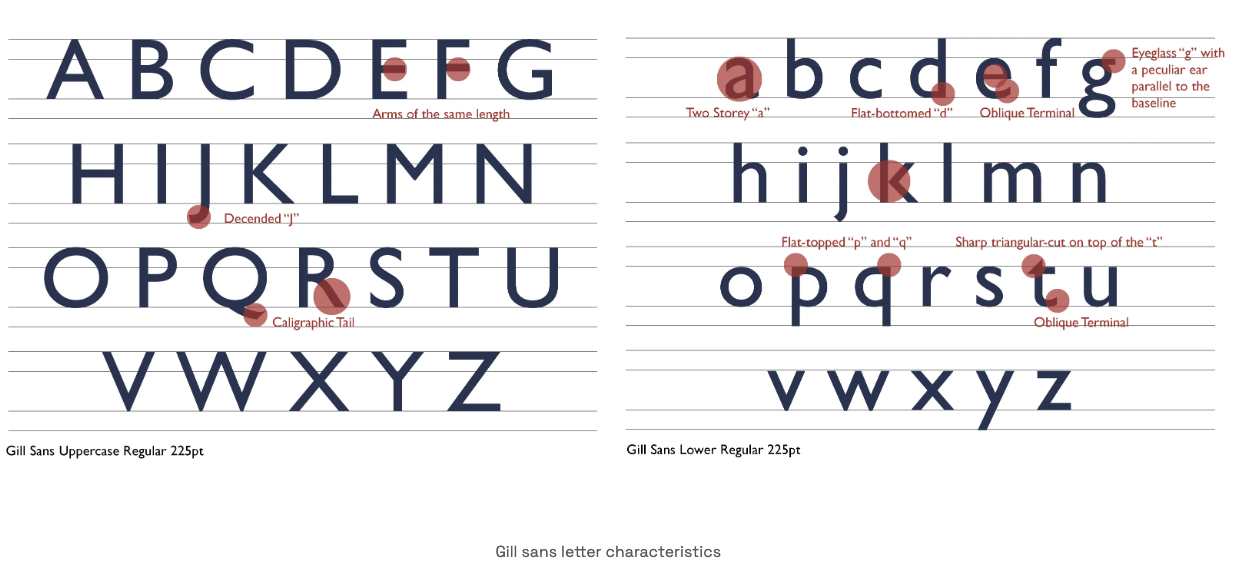 A B C D E F G
Arms of the same length
H I J K L M N
Decended “J”
O P Q R S T U
Caligraphic Tail
V W X Y Z
Gill Sans Uppercase Regular 225pt
a b c d e f g
Eyeglass “g” with
a peculiar ear
parallel to the
baseline
Two Storey “a”
Flat-bottomed “d”
Oblique Terminal
h i j k l m n
Flat-topped “p” and “q”
Sharp triangular-cut on top of the “t”
o p q r s t u
Oblique Terminal
v w x y z
Gill Sans Lower Regular 225pt
Gill sans letter characteristics